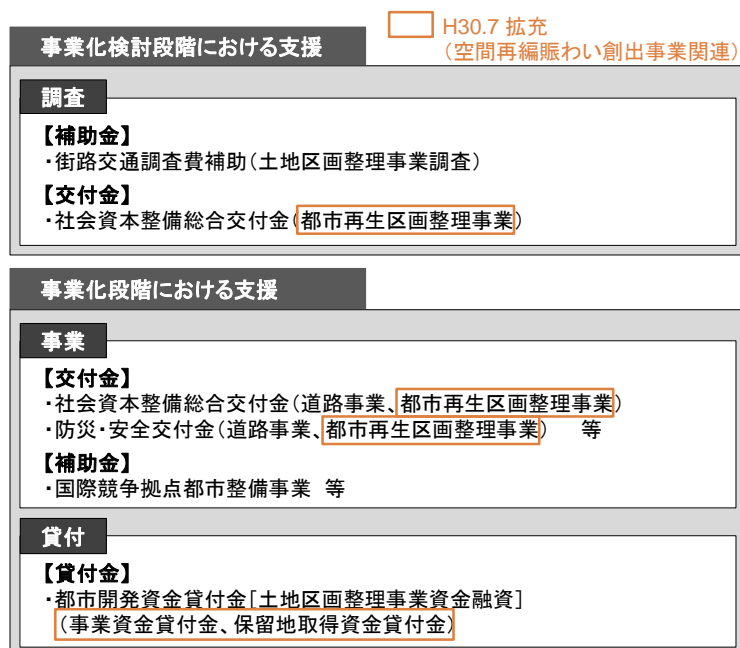 事業化検討段階における支援
H30.7 拡充
(空間再編賑わい創出事業関連)
調査
【補助金】
・街路交通調査費補助(土地区画整理事業調査)
【交付金】
・社会資本整備総合交付金(都市再生区画整理事業)
事業化段階における支援
事業
【交付金】
・社会資本整備総合交付金(道路事業、都市再生区画整理事業)
・防災・安全交付金(道路事業、都市再生区画整理事業) 等
【補助金】
・国際競争拠点都市整備事業 等
貸付
【貸付金】
・都市開発資金貸付金[土地区画整理事業資金融資]
(事業資金貸付金、保留地取得資金貸付金)